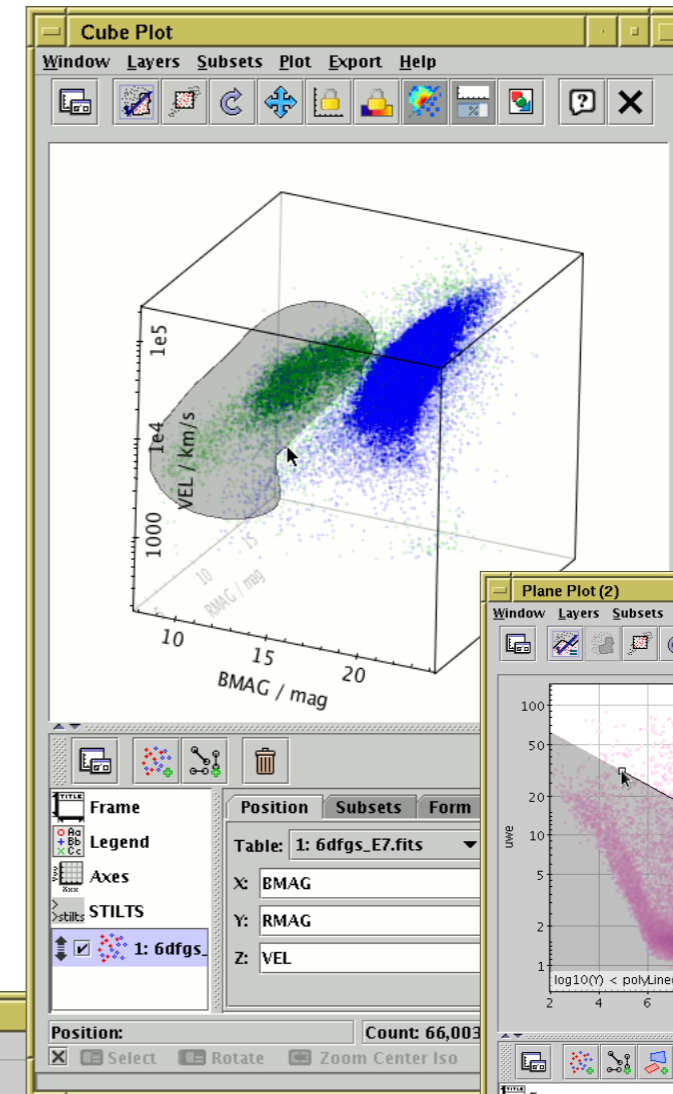 Cube Plot
Window Layers Subsets Plot Export Help
1e5
1e4
1000
VEL / km/s
15
10
RMAG / mag
10
15
20
BMAG / mag
TITLE
Frame
Legend
Axes
STILTS
1: 6dfgs_
Position Subsets Form
Table: 1: 6dfgs_E7.fits
X: BMAG
Y: RMAG
Z: VEL
Position:
Count: 66,003
Select Rotate Zoom Center Iso
Plane Plot (2)
Window Layers Subsets
100
50
20
10
5
2
1
uwe
log10(Y) < polyLine
2 4 6